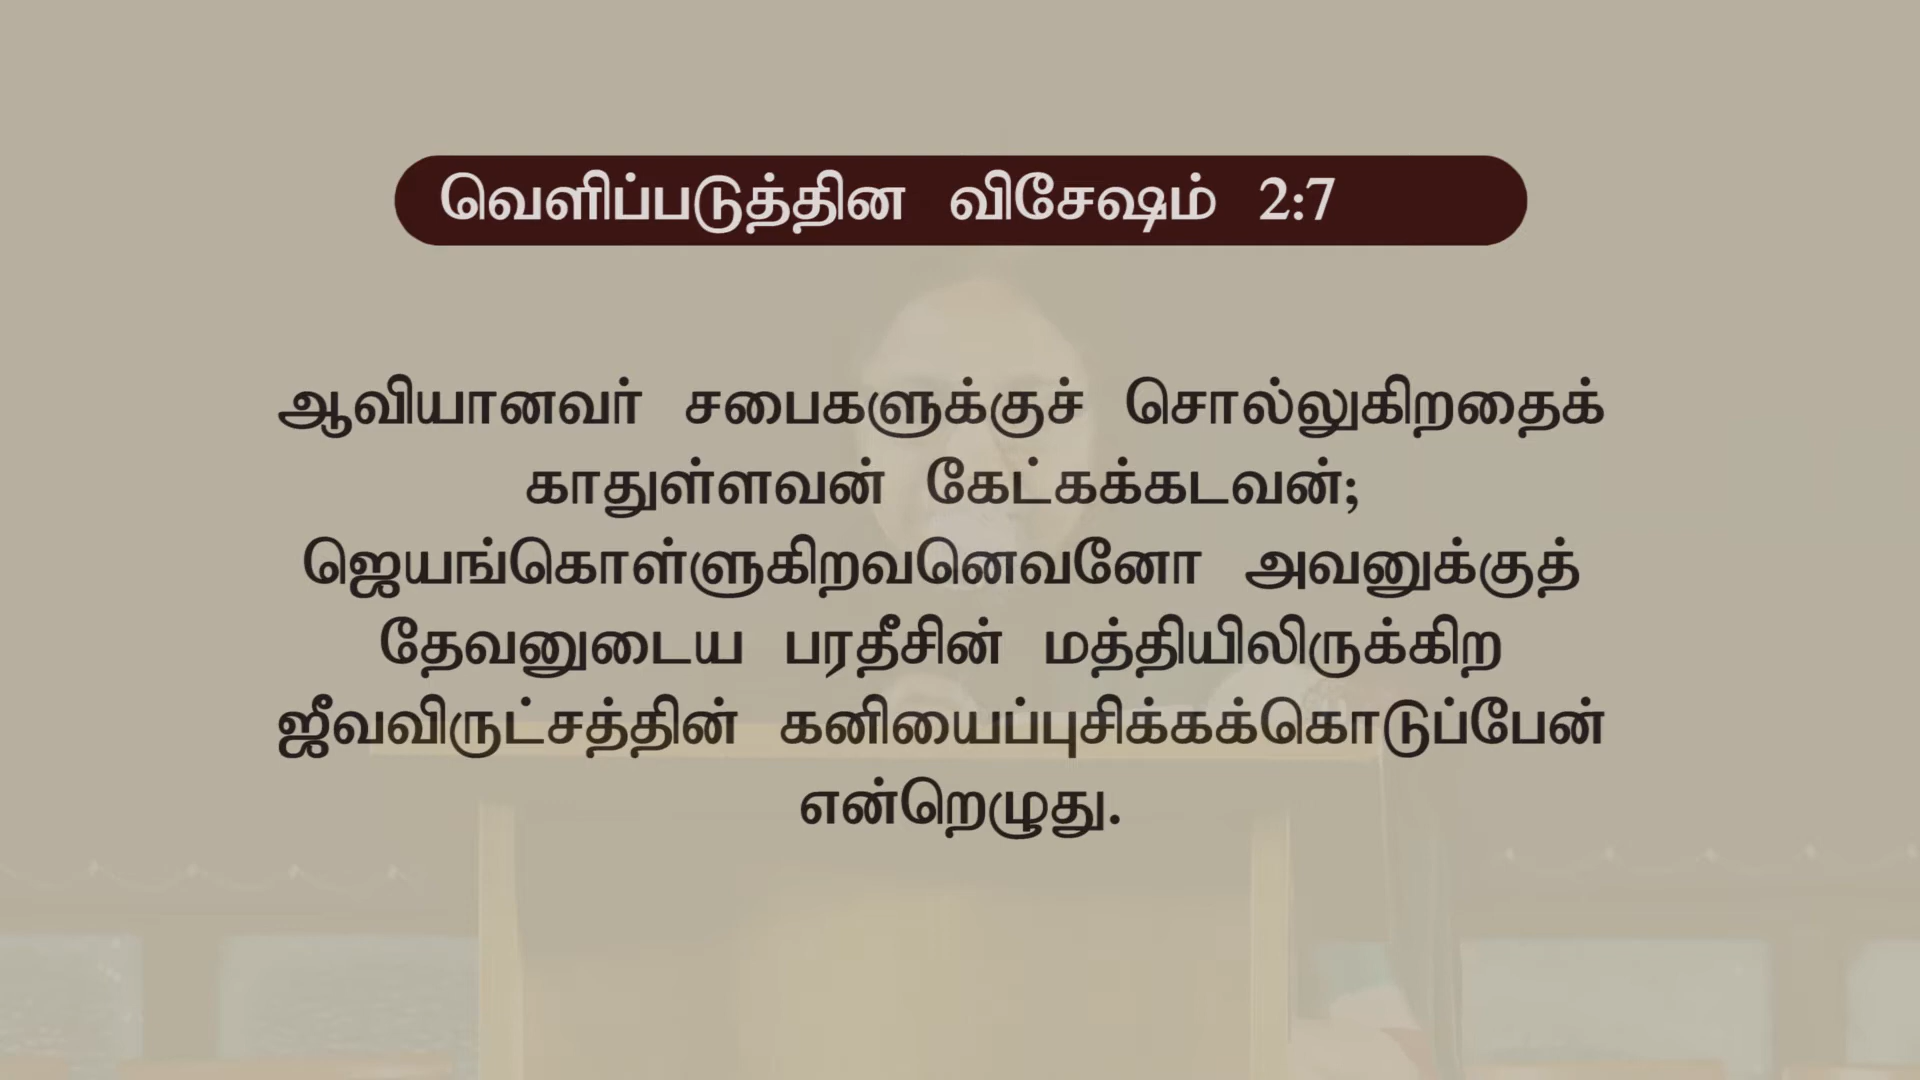 வெளிப்படுத்தின விசேஷம் 2:7
ஆவியானவர் சபைகளுக்குச் சொல்லுகிறதைக்
காதுள்ளவன் கேட்கக்கடவன்;
ஜெயங்கொள்ளுகிறவனெவனோ அவனுக்குத்
தேவனுடைய பரதீசின் மத்தியிலிருக்கிற
ஜீவவிருட்சத்தின் கனியைப்புசிக்கக்கொடுப்பேன்
என்றெழுது.